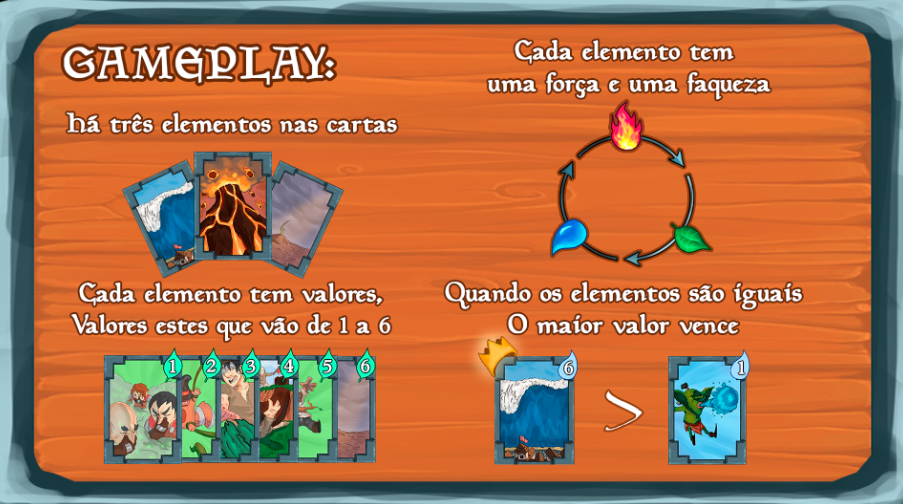 GAMEPLAY:
há três elementos nas cartas
Cada elemento tem valores,
Valores estes que vão de 1 a 6
1 2 3 4 5 6
Cada elemento tem
uma força e uma faqueza
Quando os elementos são iguais
O maior valor vence
6 > 1